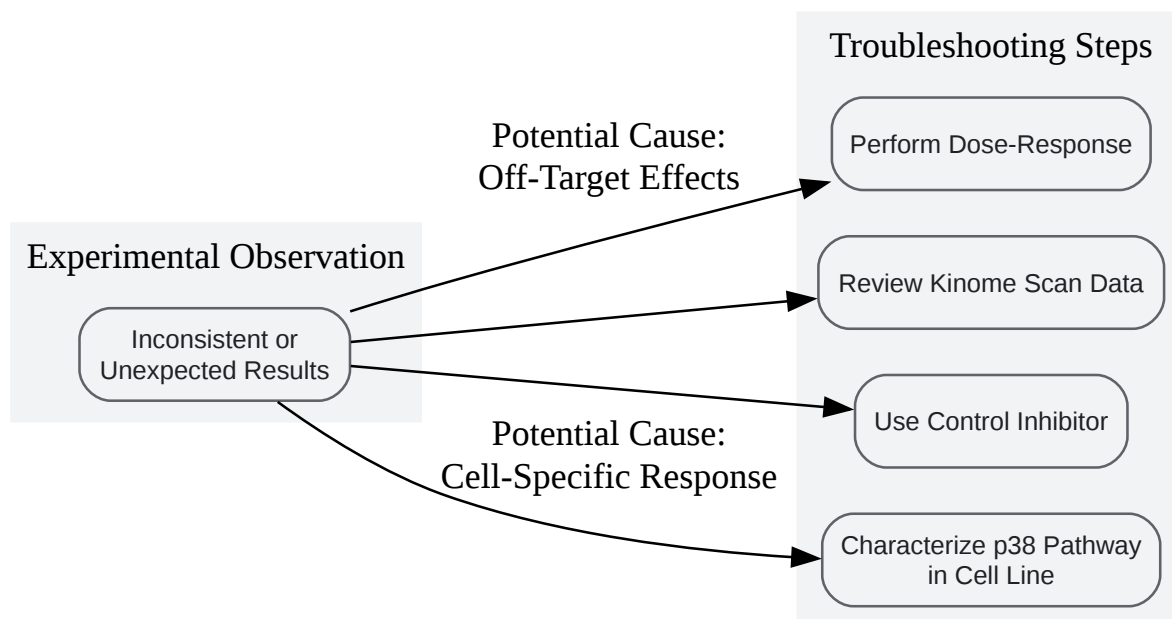 Troubleshooting Steps
Potential Cause:
Off-Target Effects
Perform Dose-Response
Experimental Observation
Review Kinome Scan Data
Inconsistent or
Unexpected Results
Use Control Inhibitor
Potential Cause:
Cell-Specific Response
Characterize p38 Pathway
in Cell Line